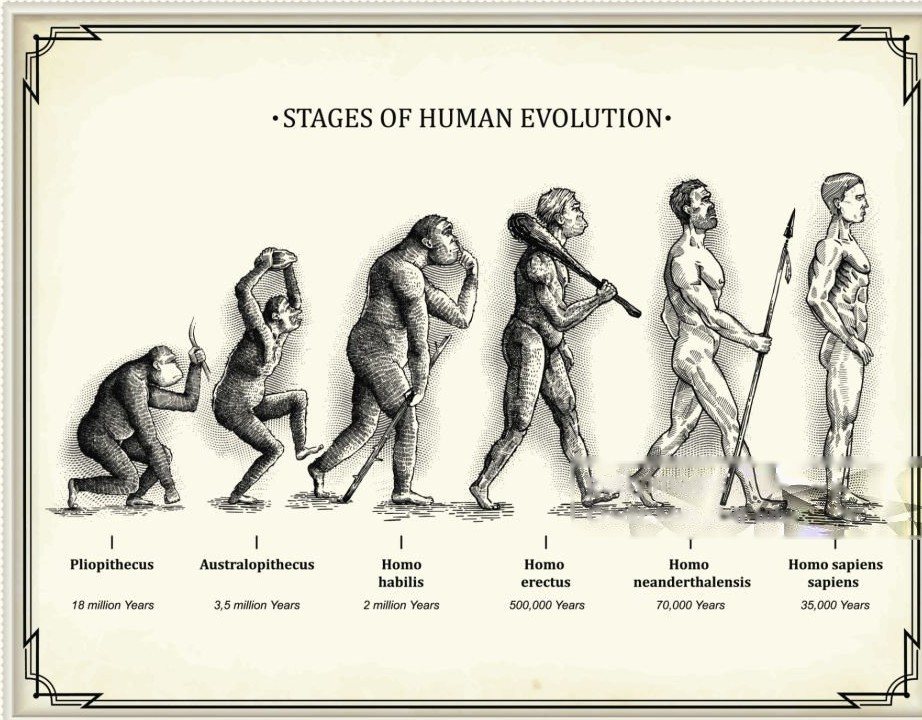 •STAGES OF HUMAN EVOLUTION•
Pliopithecus
Australopithecus
Homo
habilis
Homo
erectus
Homo
neanderthalensis
Homo sapiens
sapiens
18 million Years
3,5 million Years
2 million Years
500,000 Years
70,000 Years
35,000 Years